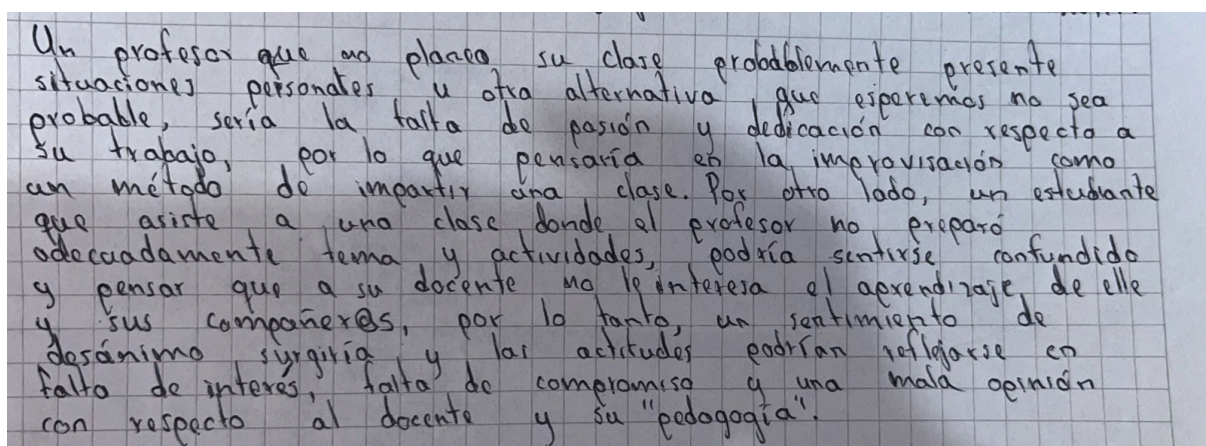 Un profesor que no planea su clase probablemente presente
situaciones personales u otra alternativa, que esperemos no sea
probable, sería la falta de pasión y dedicación con respecto a
su trabajo, por lo que pensaría en la improvisación como
un método de impartir una clase. Por otro lado, un estudiante
que asiste a una clase donde el profesor no preparó
adecuadamente tema y actividades, podría sentirse confundido
y pensar que a su docente no le interesa el aprendizaje de elle
y sus compañer@s, por lo tanto, un sentimiento de
desánimo surgiría y las actitudes podrían reflejarse en
falta de interés, falta de compromiso y una mala opinión
con respecto al docente y su "pedogogía".